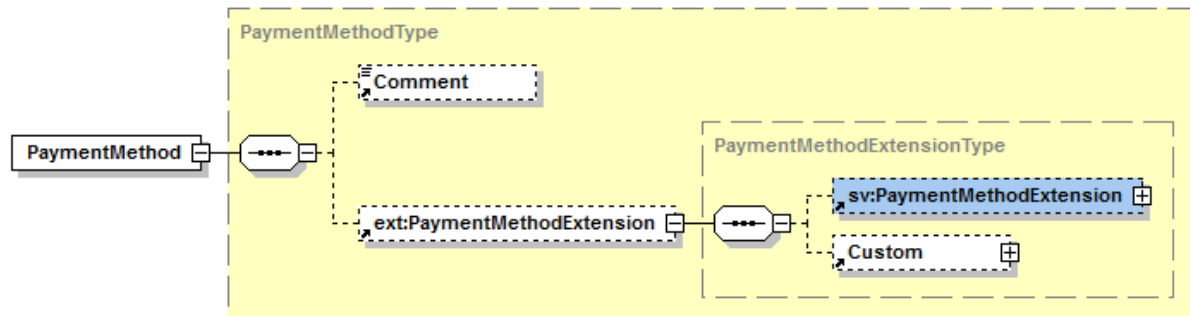 PaymentMethodType
Comment
PaymentMethod
PaymentMethodExtensionType
sv:PaymentMethodExtension
ext:PaymentMethodExtension
Custom